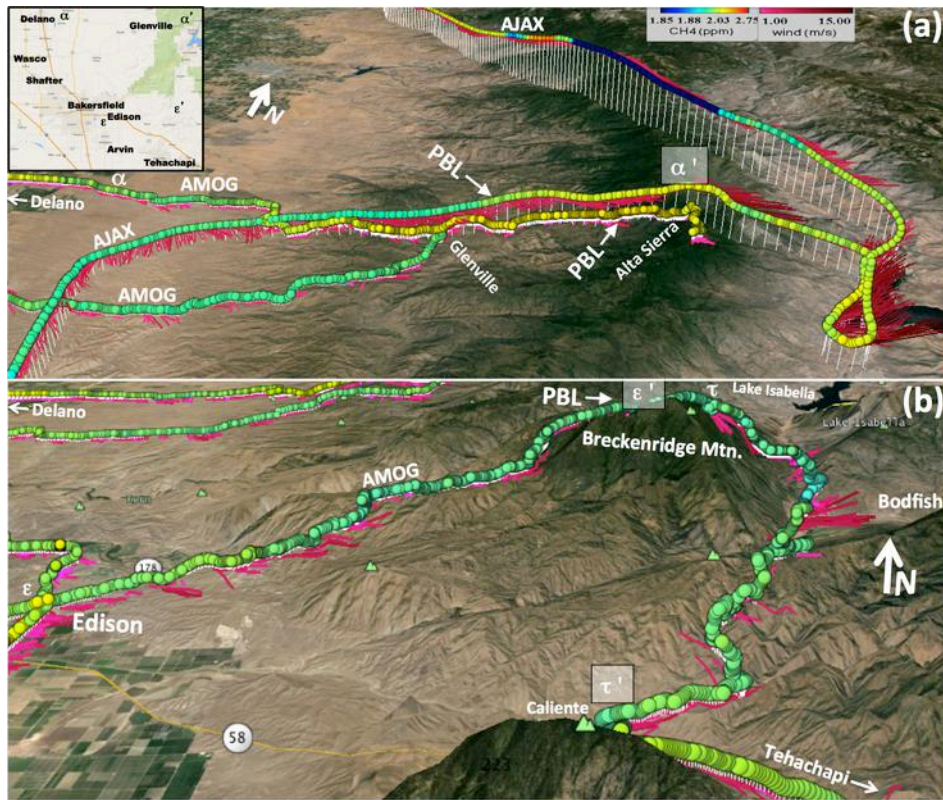 Delano α
Glenville α'
Wasco
Shafter
Bakersfield
Edison
ε
ε'
Arvin
Tehachapi
AJAX
1.85 1.88 2.03 2.75
CH4 (ppm)
1.00 15.00
wind (m/s)
(a)
N
α
AMOG
← Delano
PBL →
α'
AJAX
AMOG
Glenville
PBL →
Alta Sierra
(b)
← Delano
PBL →
ε'
τ
Lake Isabella
Lake Isabella
Breckenridge Mtn.
AMOG
Bodfish
178
N
ε
Edison
τ'
Caliente
58
Tehachapi →